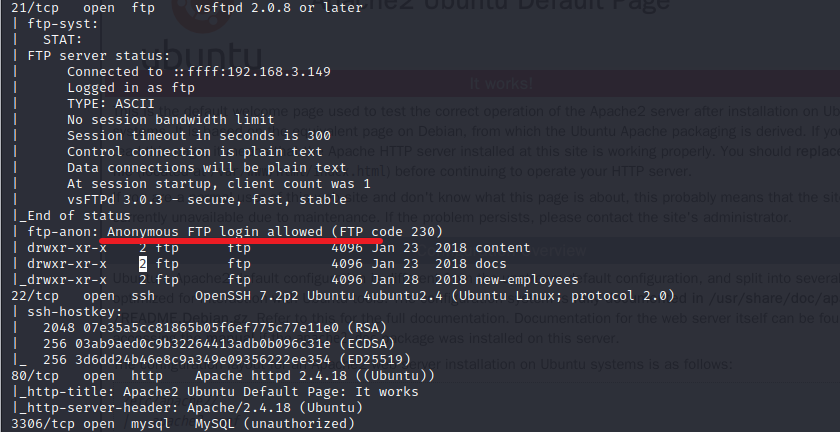 21/tcp   open  ftp     vsftpd 2.0.8 or later
| ftp-syst:
|   STAT:
| FTP server status:
|      Connected to ::ffff:192.168.3.149
|      Logged in as ftp
|      TYPE: ASCII
|      No session bandwidth limit
|      Session timeout in seconds is 300
|      Control connection is plain text
|      Data connections will be plain text
|      At session startup, client count was 1
|      vsFTPd 3.0.3 - secure, fast, stable
|_End of status
| ftp-anon: Anonymous FTP login allowed (FTP code 230)
| drwxr-xr-x    2 ftp      ftp          4096 Jan 23  2018 content
| drwxr-xr-x    2 ftp      ftp          4096 Jan 23  2018 docs
|_drwxr-xr-x    2 ftp      ftp          4096 Jan 28  2018 new-employees
22/tcp   open  ssh     OpenSSH 7.2p2 Ubuntu 4ubuntu2.4 (Ubuntu Linux; protocol 2.0)
| ssh-hostkey:
|   2048 07e35a5cc81865b05f6ef775c77e11e0 (RSA)
|   256 03ab9aed0c9b32264413adb0b096c31e (ECDSA)
|_  256 3d6dd24b46e8c9a349e09356222ee354 (ED25519)
80/tcp   open  http    Apache httpd 2.4.18 ((Ubuntu))
|_http-title: Apache2 Ubuntu Default Page: It works
|_http-server-header: Apache/2.4.18 (Ubuntu)
3306/tcp open  mysql   MySQL (unauthorized)
Apache2 Ubuntu Default Page
ubuntu
It works!